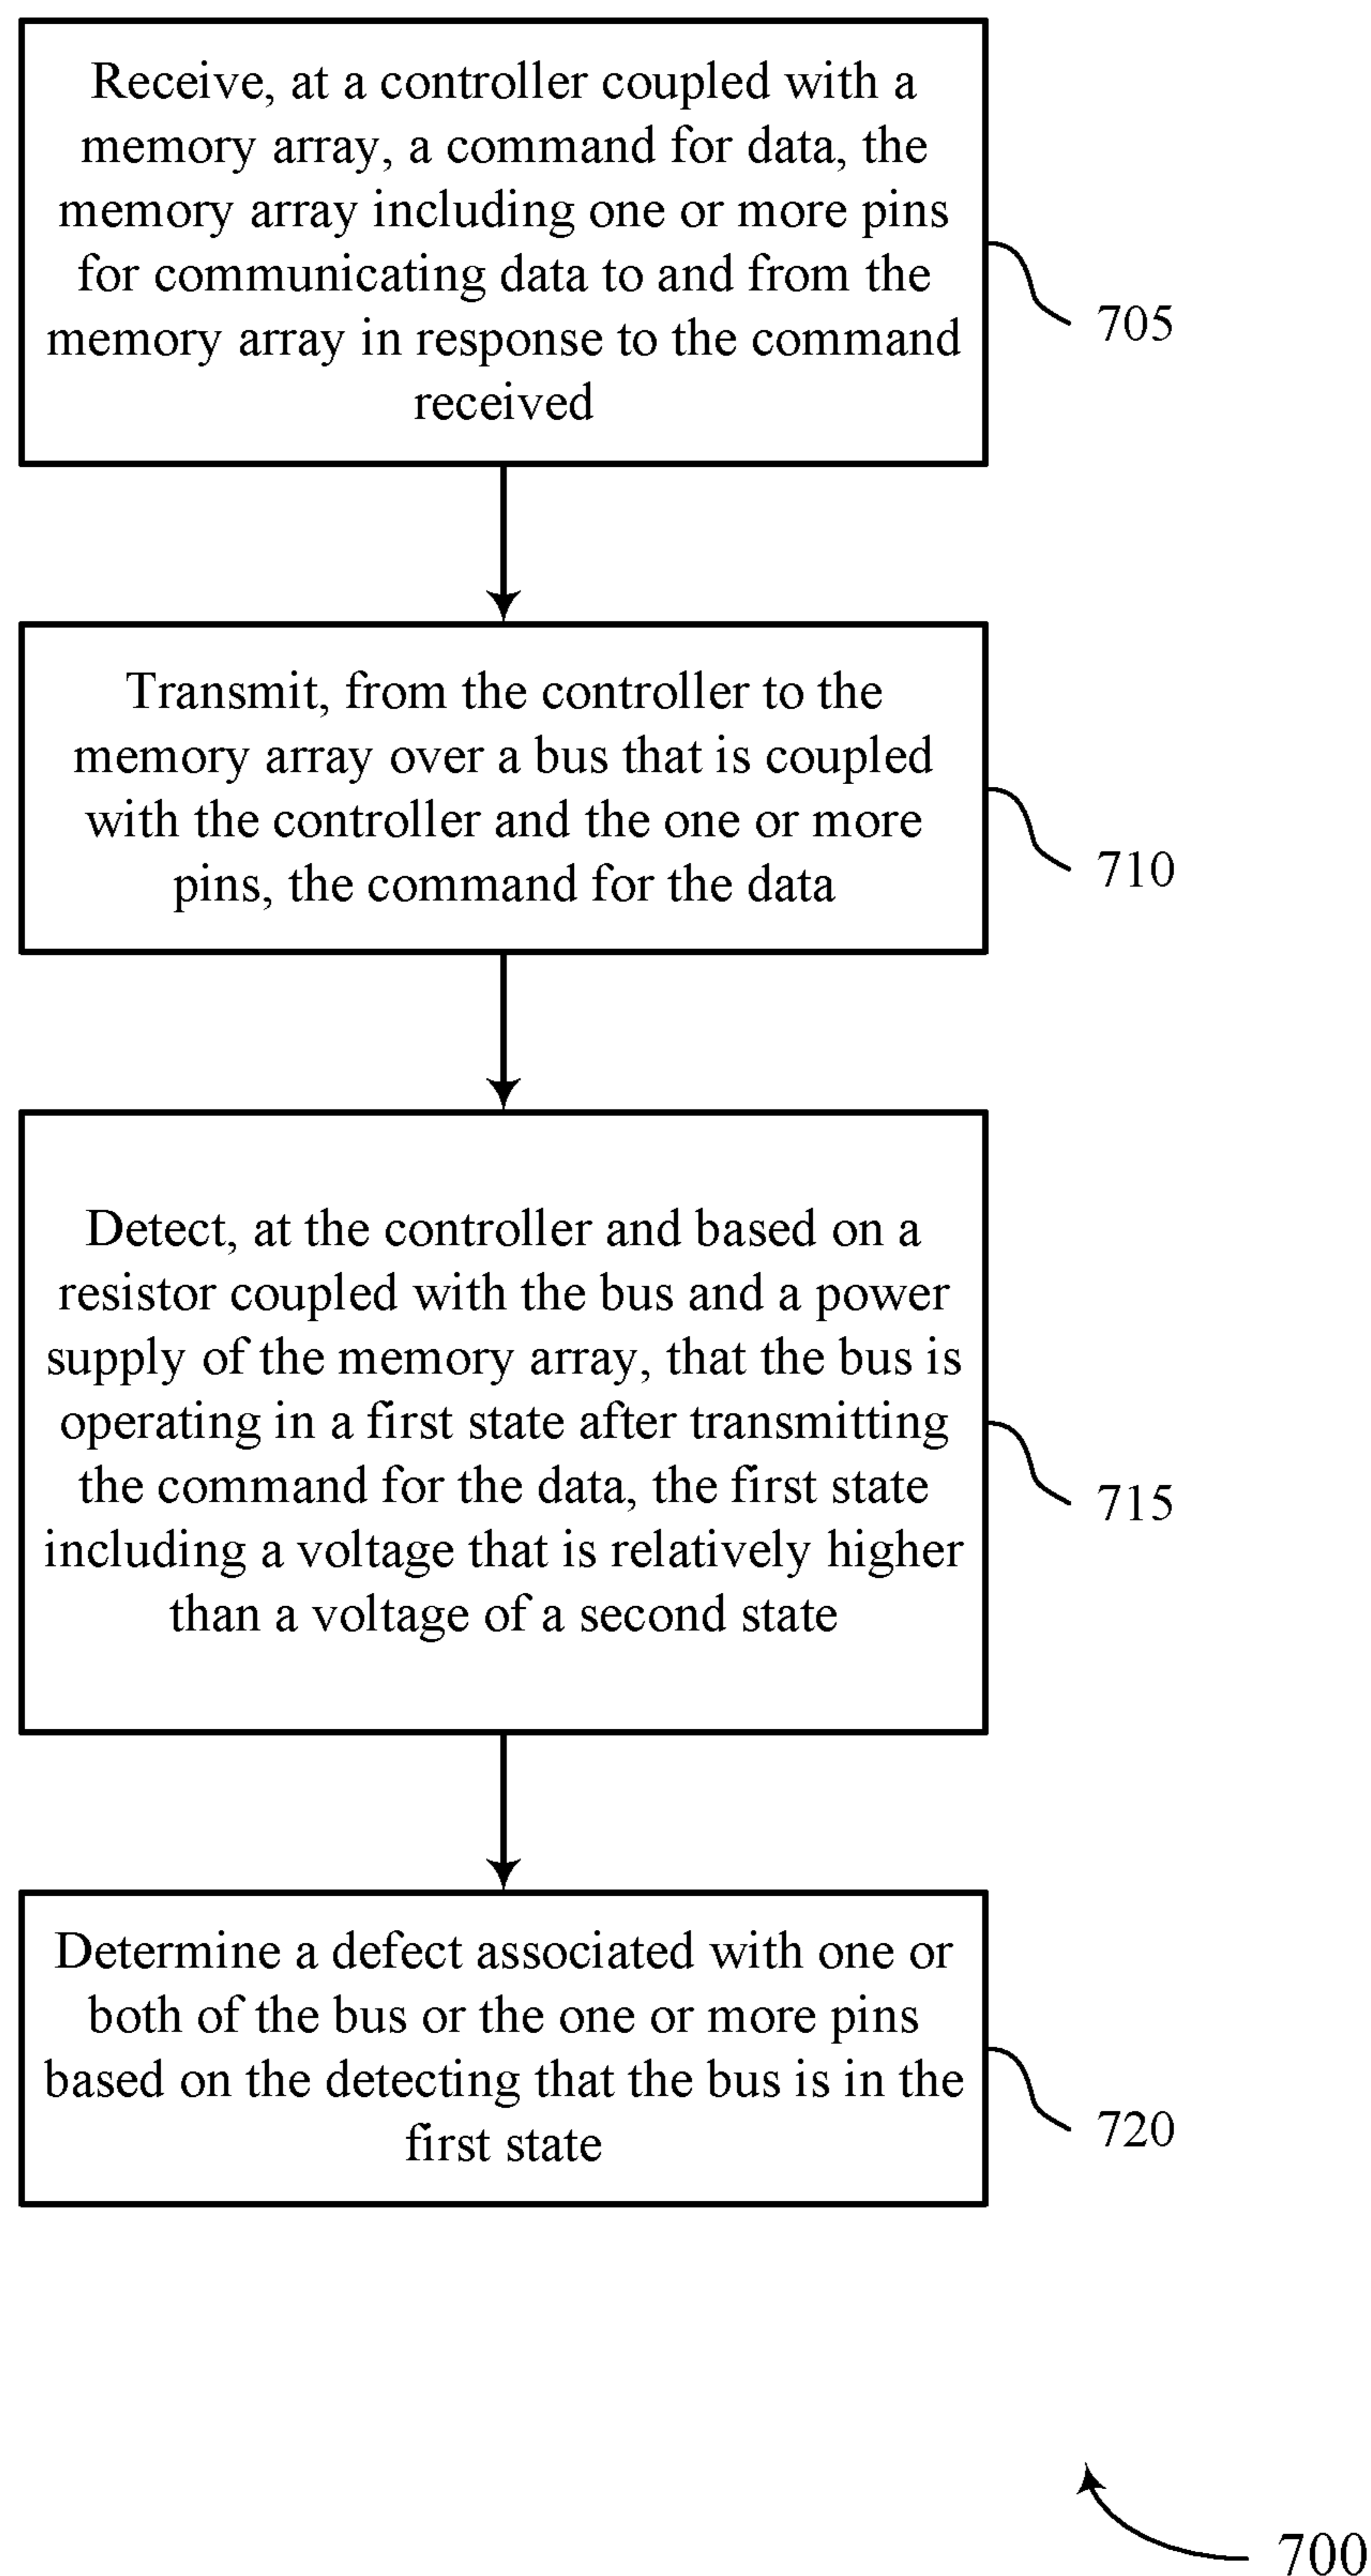 Receive, at a controller coupled with a
memory array, a command for data, the
memory array including one or more pins
for communicating data to and from the
memory array in response to the command
received
705
Transmit, from the controller to the
memory array over a bus that is coupled
with the controller and the one or more
pins, the command for the data
710
Detect, at the controller and based on a
resistor coupled with the bus and a power
supply of the memory array, that the bus is
operating in a first state after transmitting
the command for the data, the first state
including a voltage that is relatively higher
than a voltage of a second state
715
Determine a defect associated with one or
both of the bus or the one or more pins
based on the detecting that the bus is in the
first state
720
700